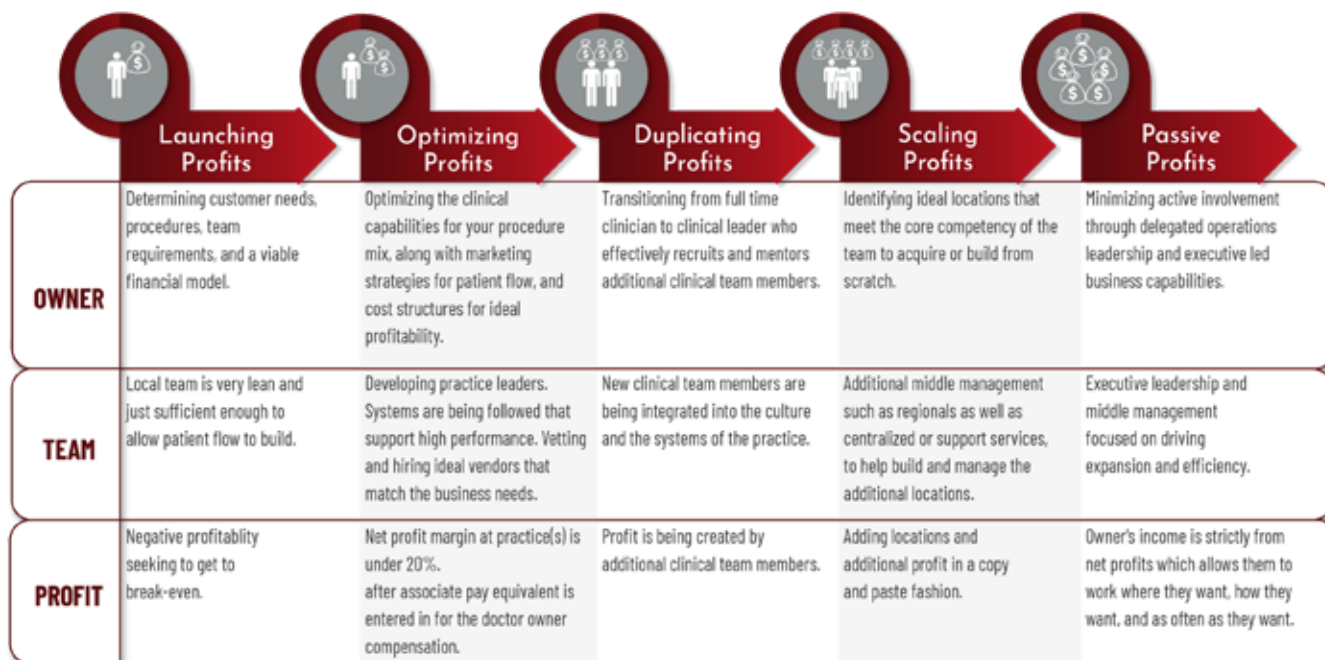 Launching
Profits
Optimizing
Profits
Duplicating
Profits
Scaling
Profits
Passive
Profits
OWNER
Determining customer needs,
procedures, team
requirements, and a viable
financial model.
Optimizing the clinical
capabilities for your procedure
mix, along with marketing
strategies for patient flow, and
cost structures for ideal
profitability.
Transitioning from full time
clinician to clinical leader who
effectively recruits and mentors
additional clinical team members.
Identifying ideal locations that
meet the core competency of the
team to acquire or build from
scratch.
Minimizing active involvement
through delegated operations
leadership and executive led
business capabilities.
TEAM
Local team is very lean and
just sufficient enough to
allow patient flow to build.
Developing practice leaders.
Systems are being followed that
support high performance. Vetting
and hiring ideal vendors that
match the business needs.
New clinical team members are
being integrated into the culture
and the systems of the practice.
Additional middle management
such as regionals as well as
centralized or support services,
to help build and manage the
additional locations.
Executive leadership and
middle management
focused on driving
expansion and efficiency.
PROFIT
Negative profitablity
seeking to get to
break-even.
Net profit margin at practice(s) is
under 20%.
after associate pay equivalent is
entered in for the doctor owner
compensation.
Profit is being created by
additional clinical team members.
Adding locations and
additional profit in a copy
and paste fashion.
Owner's income is strictly from
net profits which allows them to
work where they want, how they
want, and as often as they want.